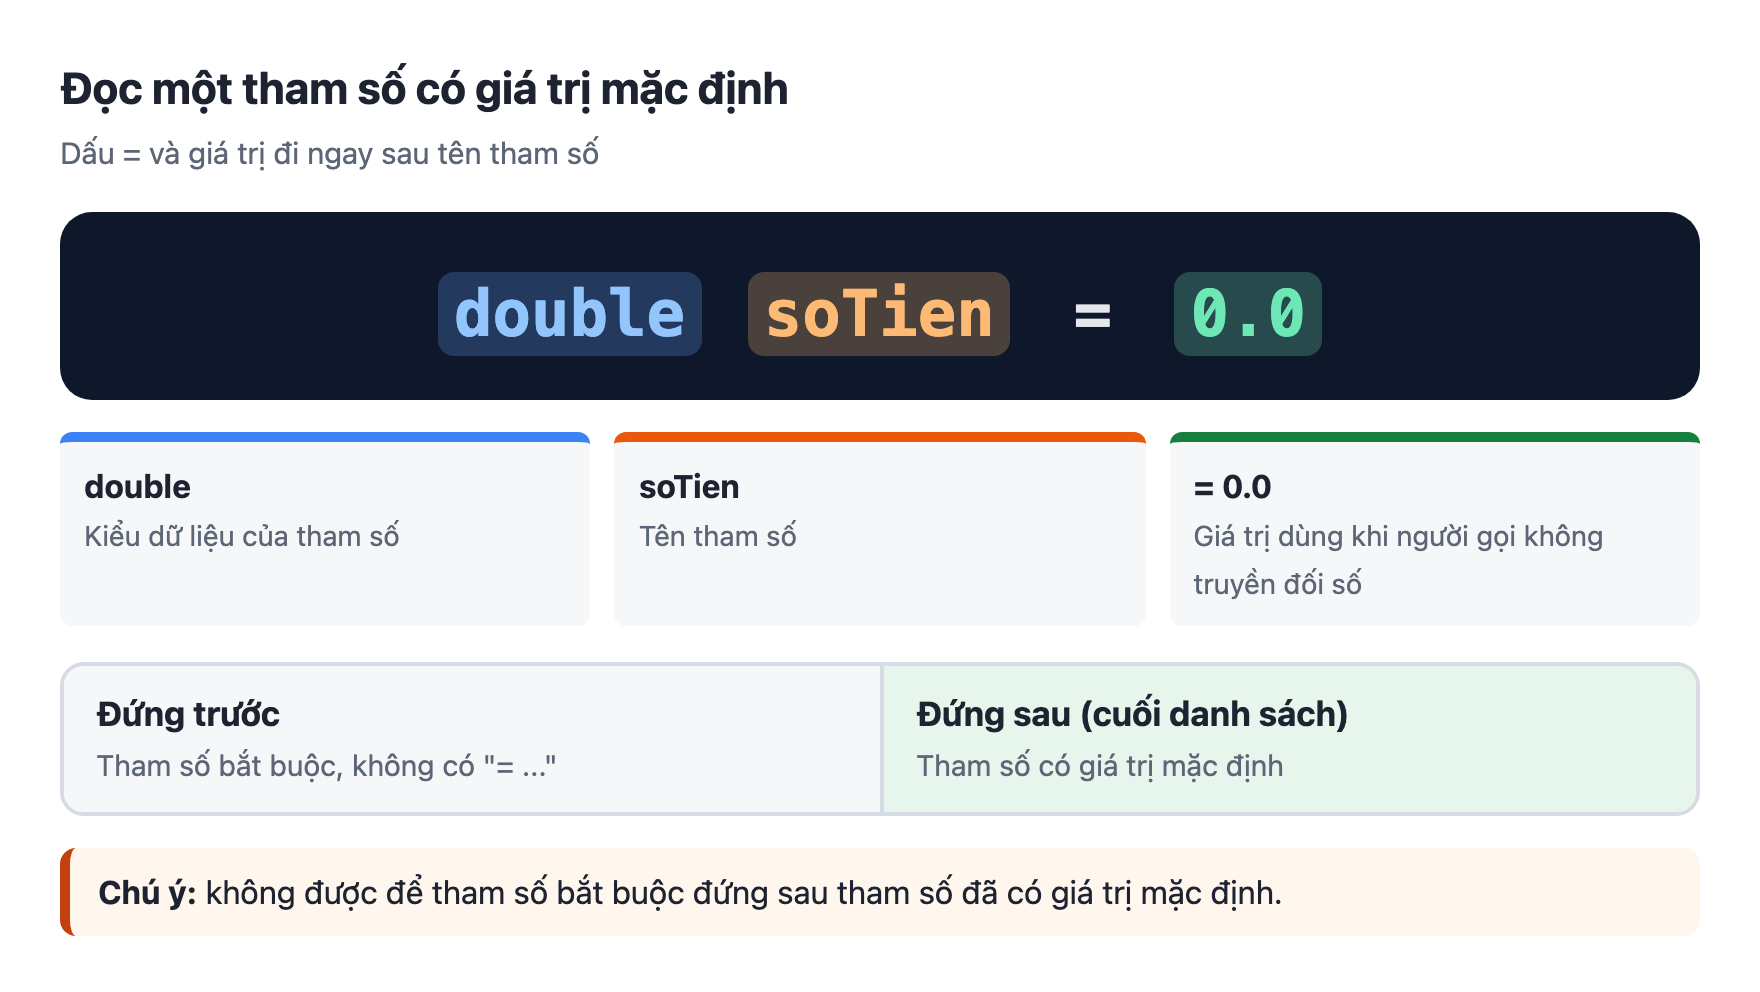 Đọc một tham số có giá trị mặc định
Dấu = và giá trị đi ngay sau tên tham số
double soTien = 0.0
double
Kiểu dữ liệu của tham số
soTien
Tên tham số
= 0.0
Giá trị dùng khi người gọi không
truyền đối số
Đứng trước
Tham số bắt buộc, không có "= ..."
Đứng sau (cuối danh sách)
Tham số có giá trị mặc định
Chú ý: không được để tham số bắt buộc đứng sau tham số đã có giá trị mặc định.